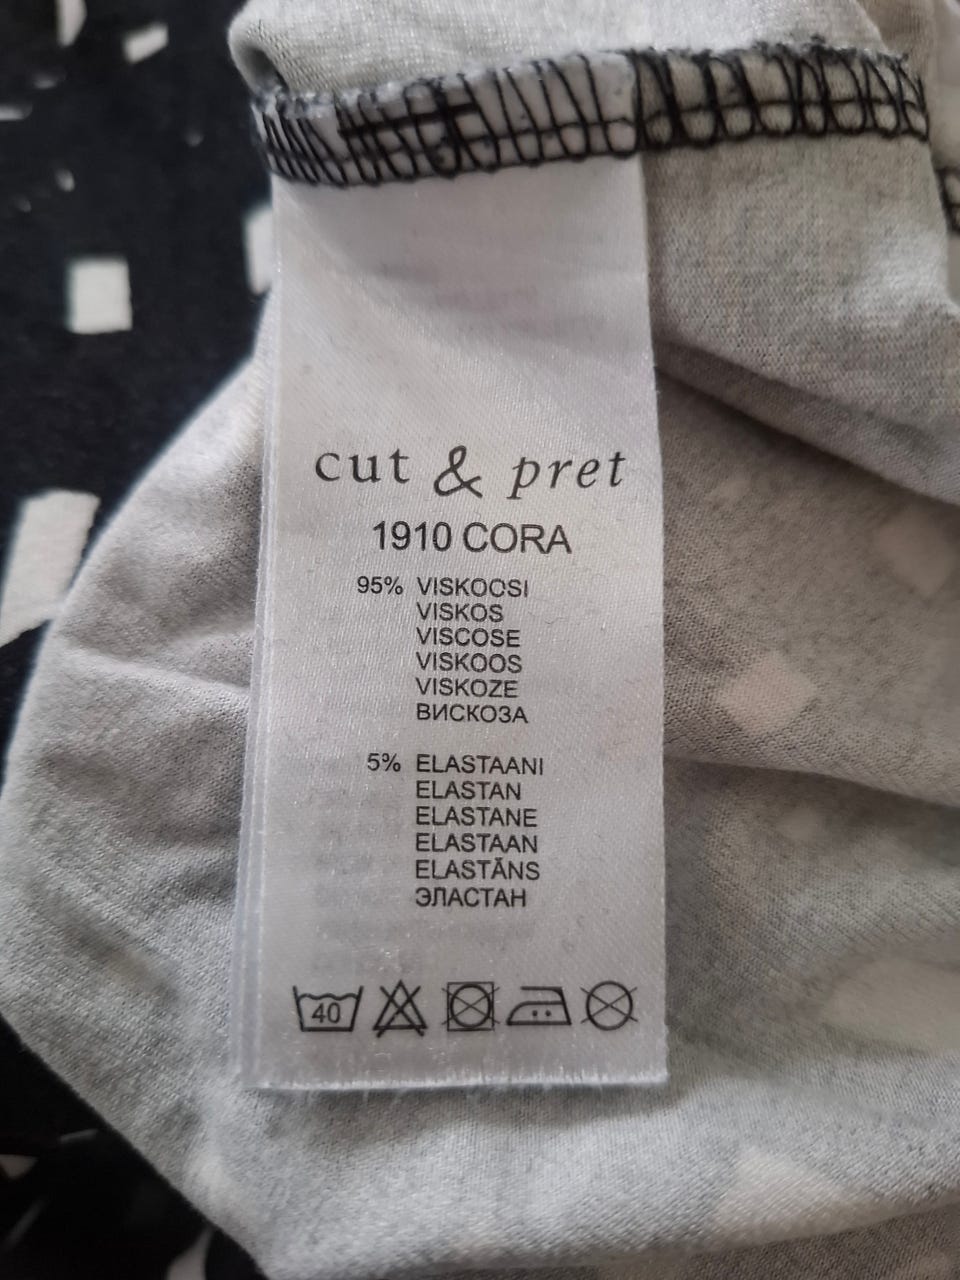 cut & pret
1910 CORA
95% VISKOOSI
VISKOS
VISCOSE
VISKOOS
VISKOZE
ВИСКОЗА
5% ELASTAANI
ELASTAN
ELASTANE
ELASTAAN
ELASTĀNS
ЭЛАСТАН
40